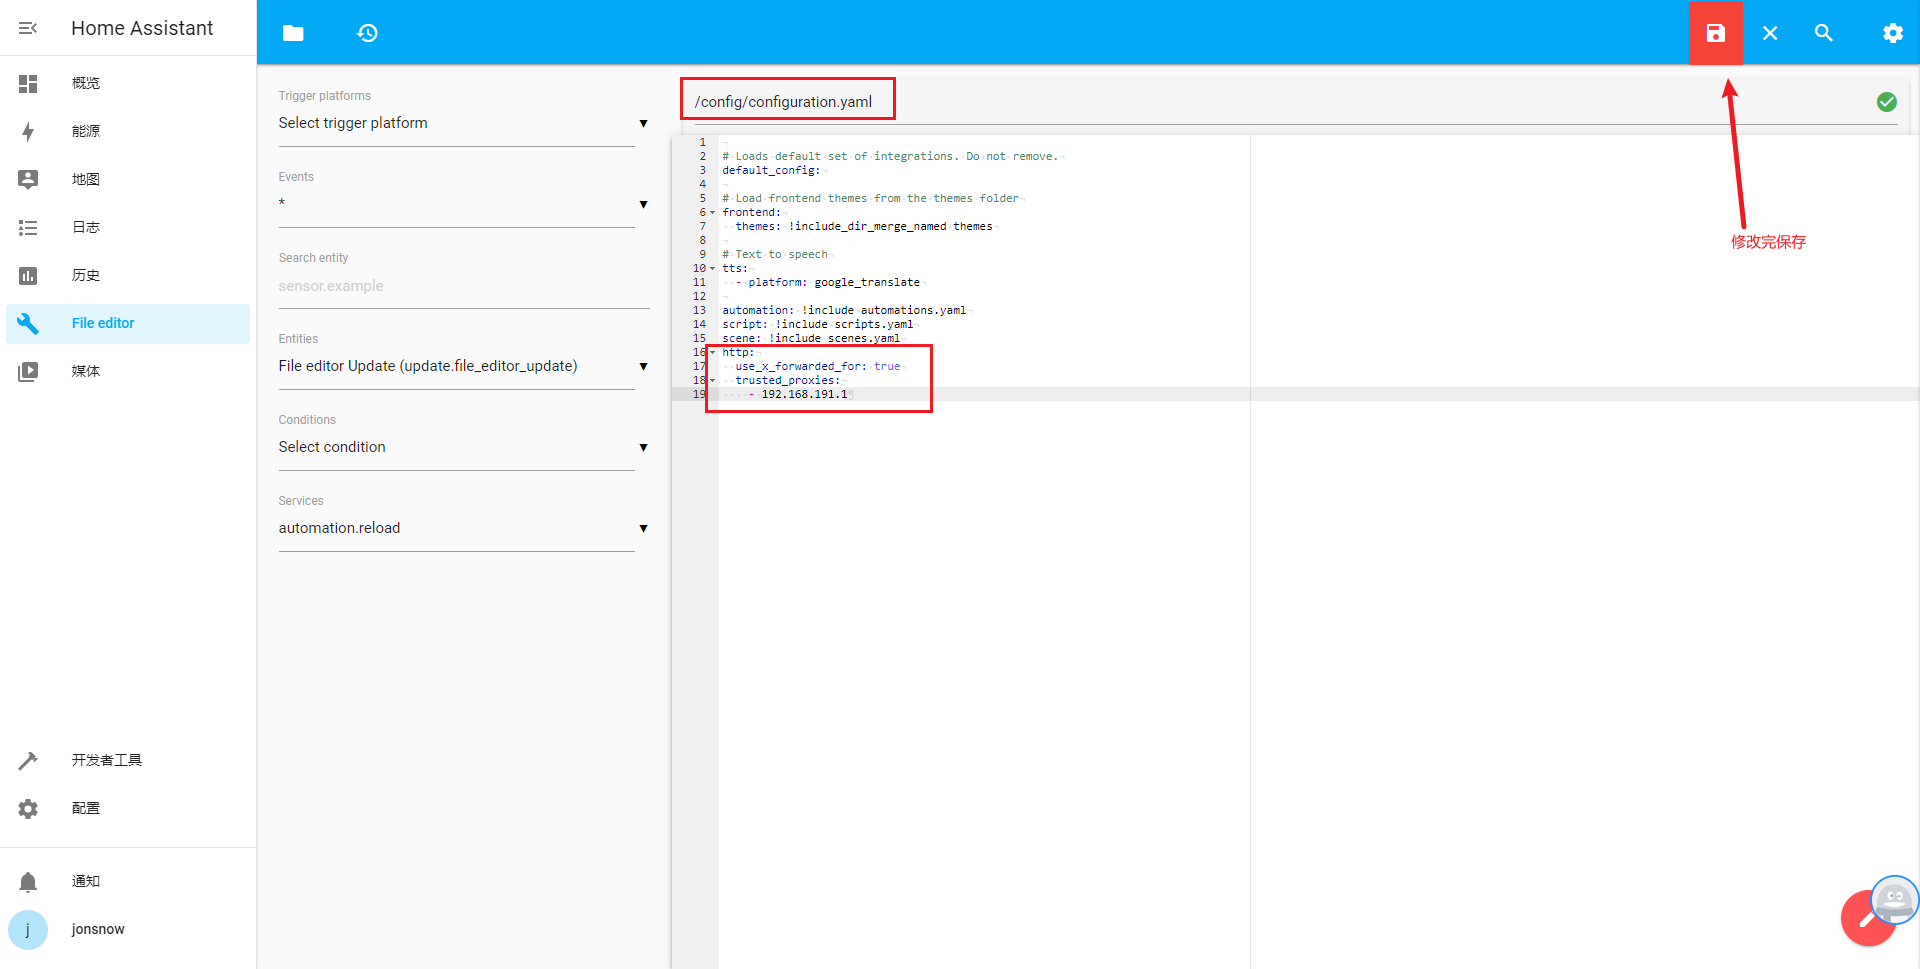 Home Assistant
概览
能源
地图
日志
历史
File editor
媒体
开发者工具
配置
通知
j
jonsnow
Trigger platforms
Select trigger platform
Events
*
Search entity
sensor.example
Entities
File editor Update (update.file_editor_update)
Conditions
Select condition
Services
automation.reload
/config/configuration.yaml
1
2 # Loads default set of integrations. Do not remove.
3 default_config:
4
5 # Load frontend themes from the themes folder
6 frontend:
7   themes: !include_dir_merge_named themes
8
9 # Text to speech
10 tts:
11   - platform: google_translate
12
13 automation: !include automations.yaml
14 script: !include scripts.yaml
15 scene: !include scenes.yaml
16 http:
17   use_x_forwarded_for: true
18   trusted_proxies:
19     - 192.168.191.1
修改完保存